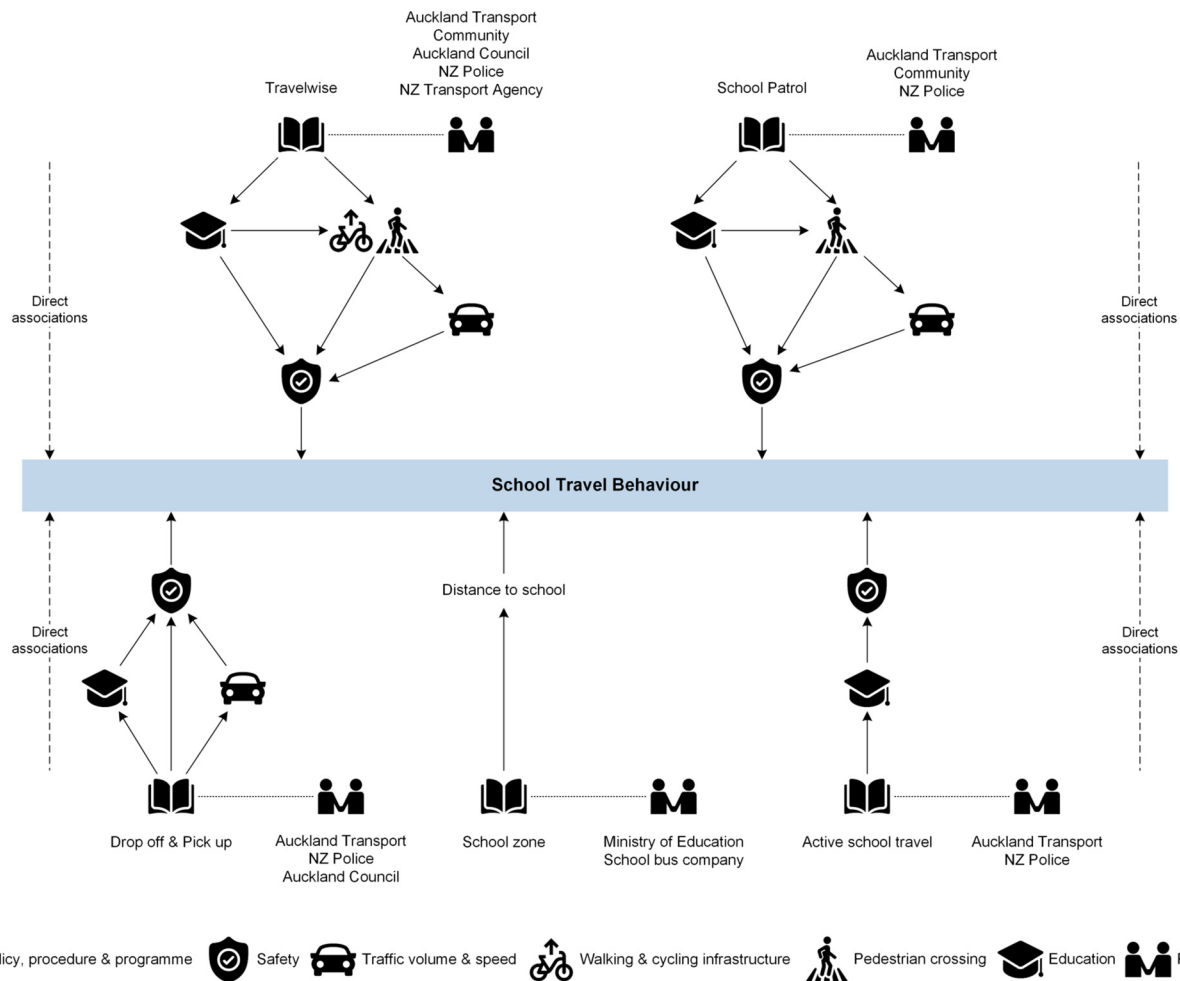 Auckland Transport
Community
Auckland Council
NZ Police
NZ Transport Agency
Travelwise
Auckland Transport
Community
NZ Police
School Patrol
Direct
associations
Direct
associations
School Travel Behaviour
Distance to school
Direct
associations
Direct
associations
Drop off & Pick up
Auckland Transport
NZ Police
Auckland Council
School zone
Ministry of Education
School bus company
Active school travel
Auckland Transport
NZ Police
licy, procedure & programme Safety Traffic volume & speed Walking & cycling infrastructure Pedestrian crossing Education